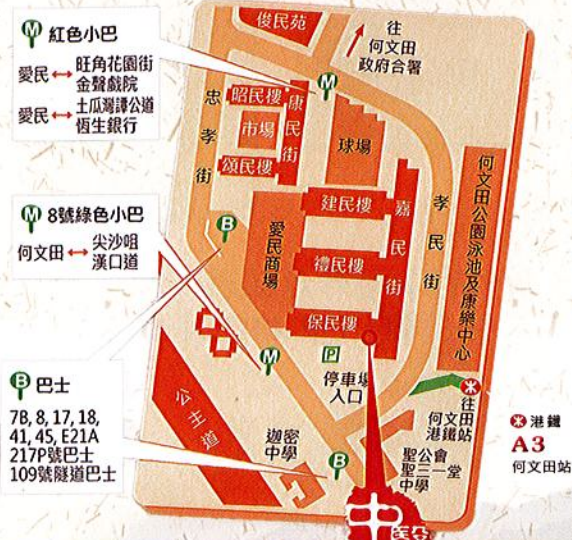 紅色小巴
愛民 ↔ 旺角花園街
金聲戲院
愛民 ↔ 土瓜灣譚公道
恆生銀行
8號綠色小巴
何文田 ↔ 尖沙咀
漢口道
巴士
7B, 8, 17, 18,
41, 45, E21A
217P號巴士
109號隧道巴士
俊民苑
往
何文田
政府合署
忠孝街
昭民樓
康民街
市場
頌民樓
球場
建民樓
愛民商場
嘉民街
禮民樓
保民樓
孝民街
何文田公園泳池及康樂中心
P
停車場
入口
公主道
迦密
中學
聖公會
聖三一堂
中學
往
何文田
港鐵站
港鐵
A3
何文田站
中醫
M
M
M
M
B
B
B